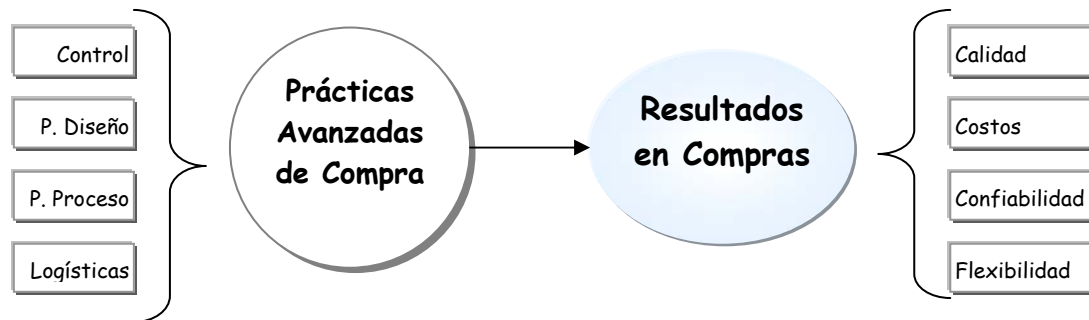 Control
P. Diseño
P. Proceso
Logísticas
Prácticas
Avanzadas
de Compra
Resultados
en Compras
Calidad
Costos
Confiabilidad
Flexibilidad